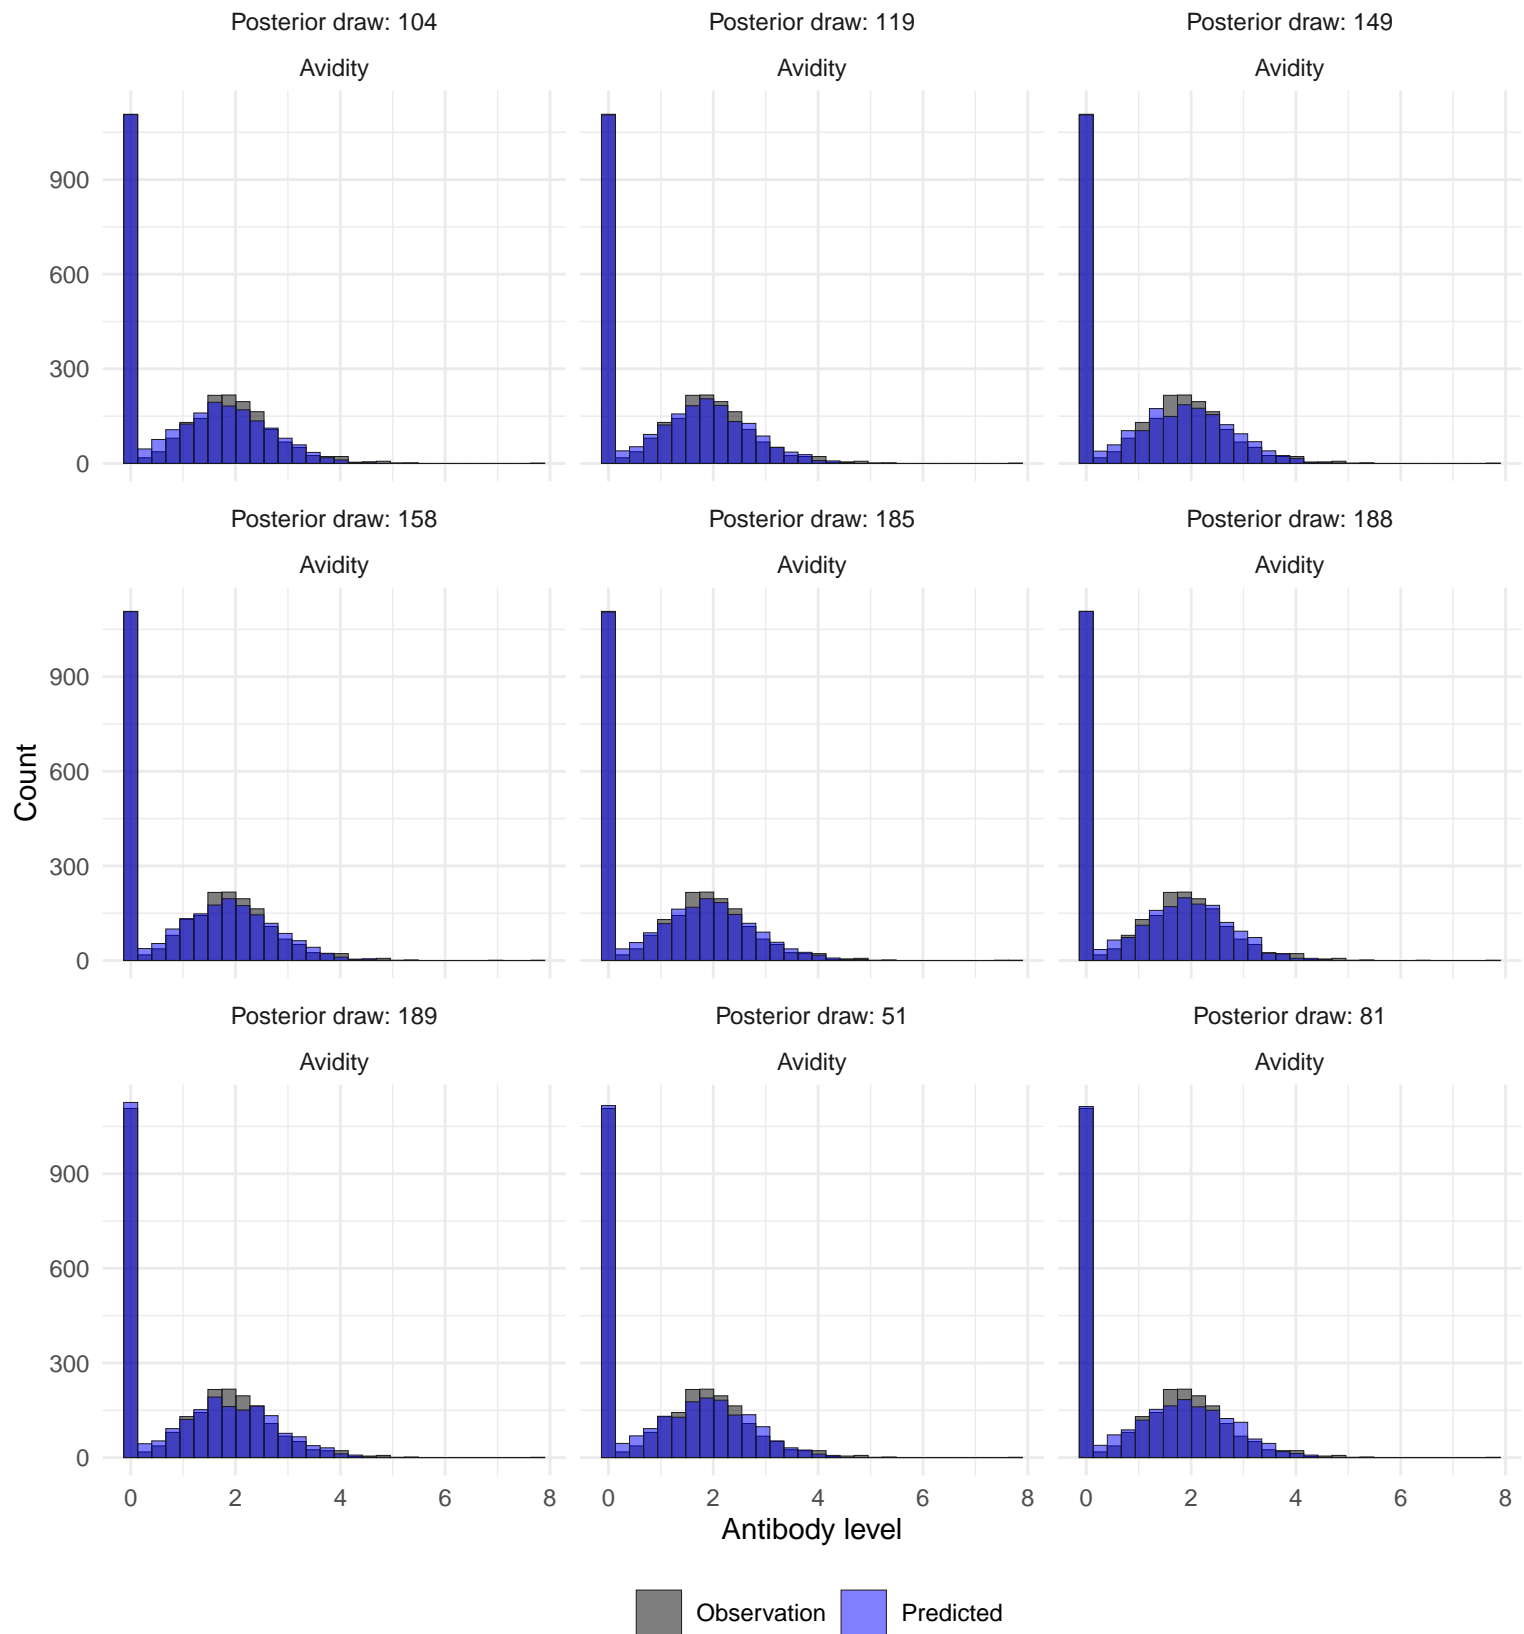 Posterior draw: 104 Posterior draw: 119 Posterior draw: 149
Avidity Avidity Avidity
900
600
300
0
Posterior draw: 158 Posterior draw: 185 Posterior draw: 188
Avidity Avidity Avidity
900
600
300
0
Count
Posterior draw: 189 Posterior draw: 51 Posterior draw: 81
Avidity Avidity Avidity
900
600
300
0
0 2 4 6 8 0 2 4 6 8 0 2 4 6 8
Antibody level
Observation Predicted